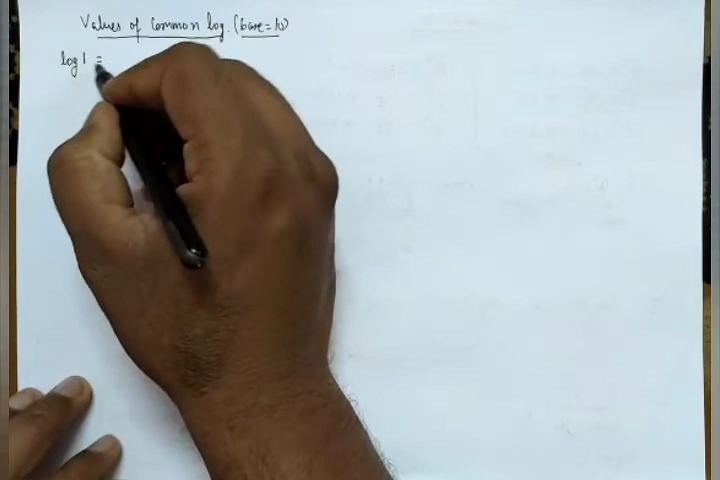 Values of Common log. (base = 10)
log 1 =